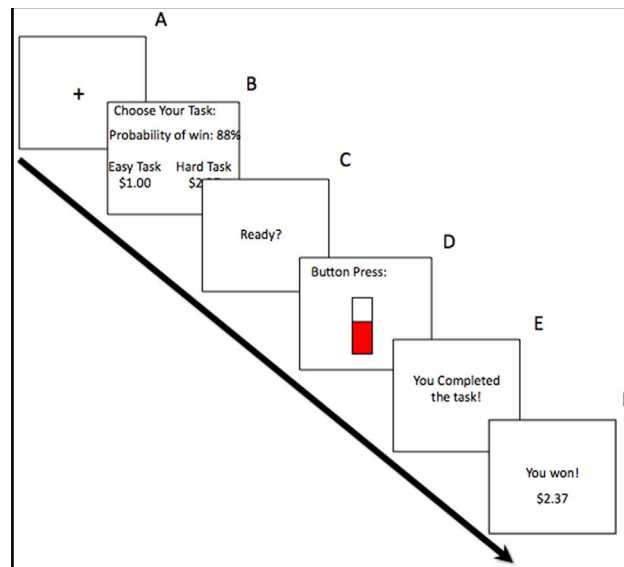 A
+
B
Choose Your Task:
Probability of win: 88%
Easy Task Hard Task
$1.00
C
Ready?
D
Button Press:
E
You Completed
the task!
You won!
$2.37